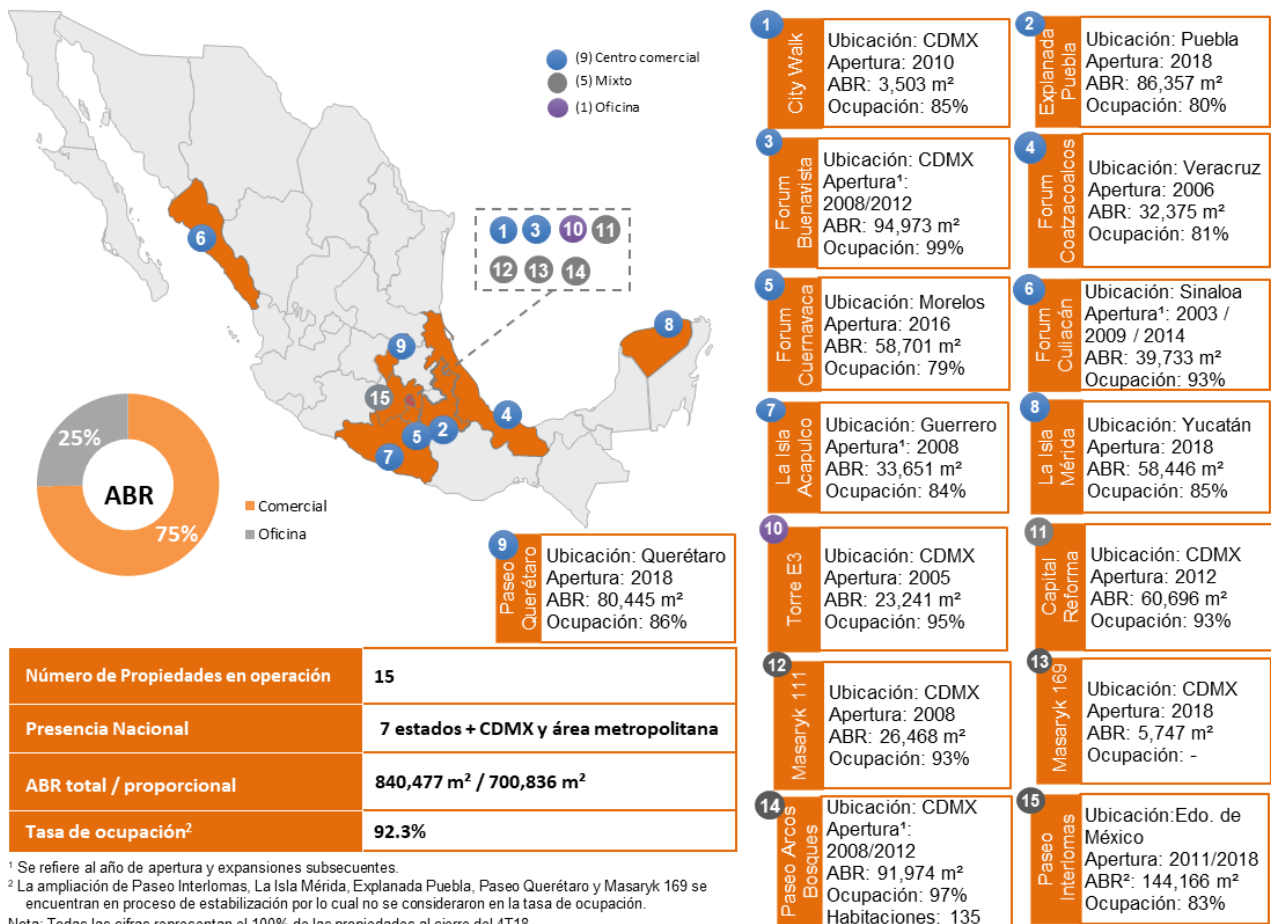 (9) Centro comercial
(5) Mixto
(1) Oficina
1 3 10 11
12 13 14
6
8
9
15
4
5 2
7
25%
ABR
75%
Comercial
Oficina
1
City Walk
Ubicación: CDMX
Apertura: 2010
ABR: 3,503 m²
Ocupación: 85%
2
Explanada
Puebla
Ubicación: Puebla
Apertura: 2018
ABR: 86,357 m²
Ocupación: 80%
3
Forum
Buenavista
Ubicación: CDMX
Apertura¹:
2008/2012
ABR: 94,973 m²
Ocupación: 99%
4
Forum
Coatzacoalcos
Ubicación: Veracruz
Apertura: 2006
ABR: 32,375 m²
Ocupación: 81%
5
Forum
Cuernavaca
Ubicación: Morelos
Apertura: 2016
ABR: 58,701 m²
Ocupación: 79%
6
Forum
Culiacán
Ubicación: Sinaloa
Apertura¹: 2003 /
2009 / 2014
ABR: 39,733 m²
Ocupación: 93%
7
La Isla
Acapulco
Ubicación: Guerrero
Apertura¹: 2008
ABR: 33,651 m²
Ocupación: 84%
8
La Isla
Mérida
Ubicación: Yucatán
Apertura: 2018
ABR: 58,446 m²
Ocupación: 85%
9
Paseo
Querétaro
Ubicación: Querétaro
Apertura: 2018
ABR: 80,445 m²
Ocupación: 86%
10
Torre E3
Ubicación: CDMX
Apertura: 2005
ABR: 23,241 m²
Ocupación: 95%
11
Capital
Reforma
Ubicación: CDMX
Apertura: 2012
ABR: 60,696 m²
Ocupación: 93%
12
Masaryk 111
Ubicación: CDMX
Apertura: 2008
ABR: 26,468 m²
Ocupación: 93%
13
Masaryk 169
Ubicación: CDMX
Apertura: 2018
ABR: 5,747 m²
Ocupación: -
14
Paseo Arcos
Bosques
Ubicación: CDMX
Apertura¹:
2008/2012
ABR: 91,974 m²
Ocupación: 97%
Habitaciones: 135
15
Paseo
Interlomas
Ubicación:Edo. de
México
Apertura: 2011/2018
ABR²: 144,166 m²
Ocupación: 83%
Número de Propiedades en operación 15
Presencia Nacional 7 estados + CDMX y área metropolitana
ABR total / proporcional 840,477 m² / 700,836 m²
Tasa de ocupación² 92.3%
¹ Se refiere al año de apertura y expansiones subsecuentes.
² La ampliación de Paseo Interlomas, La Isla Mérida, Explanada Puebla, Paseo Querétaro y Masaryk 169 se
encuentran en proceso de estabilización por lo cual no se consideraron en la tasa de ocupación.
Nota: Todas las cifras representan el 100% de las propiedades al cierre del 4T18